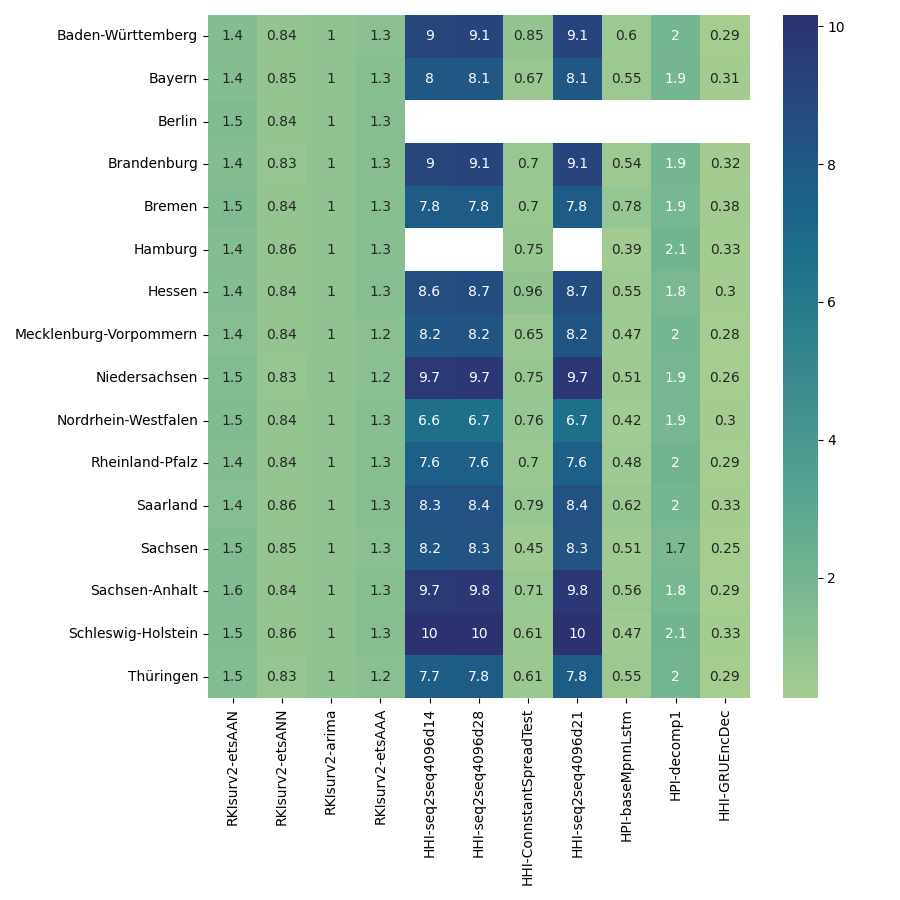 Baden-Württemberg 1.4 0.84 1 1.3 9 9.1 0.85 9.1 0.6 2 0.29
Bayern 1.4 0.85 1 1.3 8 8.1 0.67 8.1 0.55 1.9 0.31
Berlin 1.5 0.84 1 1.3
Brandenburg 1.4 0.83 1 1.3 9 9.1 0.7 9.1 0.54 1.9 0.32
Bremen 1.5 0.84 1 1.3 7.8 7.8 0.7 7.8 0.78 1.9 0.38
Hamburg 1.4 0.86 1 1.3 0.75 0.39 2.1 0.33
Hessen 1.4 0.84 1 1.3 8.6 8.7 0.96 8.7 0.55 1.8 0.3
Mecklenburg-Vorpommern 1.4 0.84 1 1.2 8.2 8.2 0.65 8.2 0.47 2 0.28
Niedersachsen 1.5 0.83 1 1.2 9.7 9.7 0.75 9.7 0.51 1.9 0.26
Nordrhein-Westfalen 1.5 0.84 1 1.3 6.6 6.7 0.76 6.7 0.42 1.9 0.3
Rheinland-Pfalz 1.4 0.84 1 1.3 7.6 7.6 0.7 7.6 0.48 2 0.29
Saarland 1.4 0.86 1 1.3 8.3 8.4 0.79 8.4 0.62 2 0.33
Sachsen 1.5 0.85 1 1.3 8.2 8.3 0.45 8.3 0.51 1.7 0.25
Sachsen-Anhalt 1.6 0.84 1 1.3 9.7 9.8 0.71 9.8 0.56 1.8 0.29
Schleswig-Holstein 1.5 0.86 1 1.3 10 10 0.61 10 0.47 2.1 0.33
Thüringen 1.5 0.83 1 1.2 7.7 7.8 0.61 7.8 0.55 2 0.29
RKIsurv2-etsAAN
RKIsurv2-etsANN
RKIsurv2-arima
RKIsurv2-etsAAA
HHI-seq2seq4096d14
HHI-seq2seq4096d28
HHI-ConnstantSpreadTest
HHI-seq2seq4096d21
HPI-baseMpnnLstm
HPI-decomp1
HHI-GRUEncDec
10
8
6
4
2